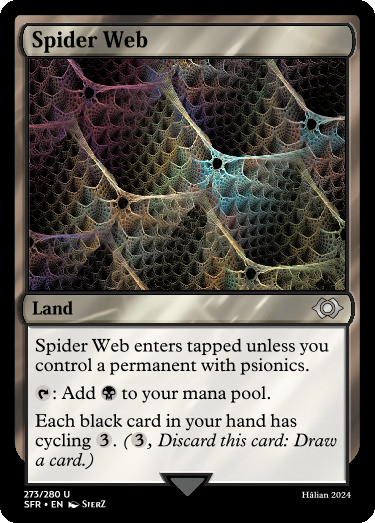 Spider Web
Land
Spider Web enters tapped unless you
control a permanent with psionics.
: Add to your mana pool.
Each black card in your hand has
cycling 3. (3, Discard this card: Draw
a card.)
273/280 U
SFR • EN SterZ
Hâlian 2024